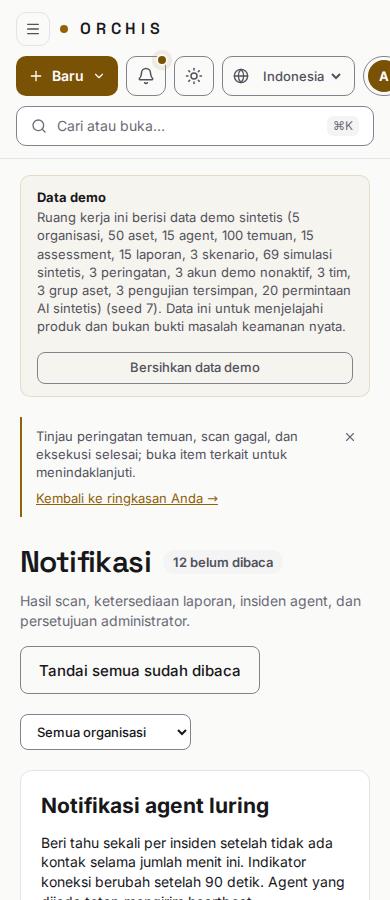 ORCHIS
Baru
Indonesia
A
Cari atau buka...
⌘K
Data demo
Ruang kerja ini berisi data demo sintetis (5
organisasi, 50 aset, 15 agent, 100 temuan, 15
assessment, 15 laporan, 3 skenario, 69 simulasi
sintetis, 3 peringatan, 3 akun demo nonaktif, 3 tim,
3 grup aset, 3 pengujian tersimpan, 20 permintaan
AI sintetis) (seed 7). Data ini untuk menjelajahi
produk dan bukan bukti masalah keamanan nyata.
Bersihkan data demo
Tinjau peringatan temuan, scan gagal, dan
eksekusi selesai; buka item terkait untuk
menindaklanjuti.
Kembali ke ringkasan Anda →
Notifikasi
12 belum dibaca
Hasil scan, ketersediaan laporan, insiden agent, dan
persetujuan administrator.
Tandai semua sudah dibaca
Semua organisasi
Notifikasi agent luring
Beri tahu sekali per insiden setelah tidak ada
kontak selama jumlah menit ini. Indikator
koneksi berubah setelah 90 detik. Agent yang